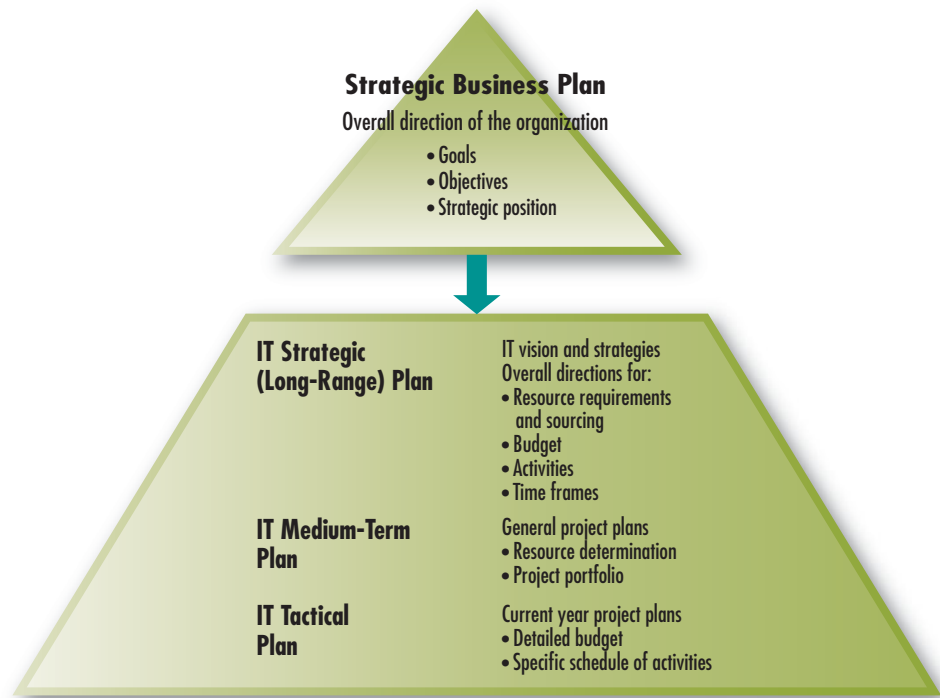 Strategic Business Plan
Overall direction of the organization
• Goals
• Objectives
• Strategic position
IT Strategic
(Long-Range) Plan
IT vision and strategies
Overall directions for:
• Resource requirements
and sourcing
• Budget
• Activities
• Time frames
IT Medium-Term
Plan
General project plans
• Resource determination
• Project portfolio
IT Tactical
Plan
Current year project plans
• Detailed budget
• Specific schedule of activities